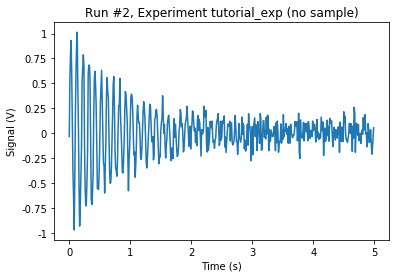 Run #2, Experiment tutorial_exp (no sample)
1
0.75
0.5
0.25
0
-0.25
-0.5
-0.75
-1
Signal (V)
0 1 2 3 4 5
Time (s)